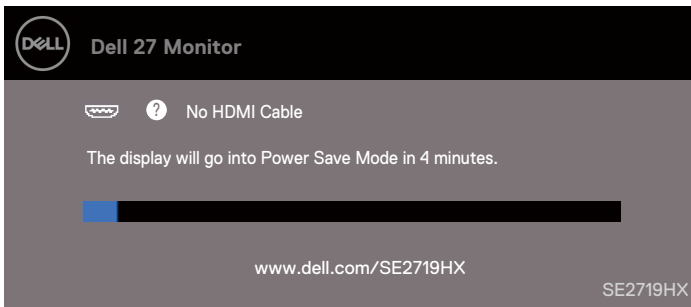 DELL
Dell 27 Monitor
? No HDMI Cable
The display will go into Power Save Mode in 4 minutes.
www.dell.com/SE2719HX
SE2719HX